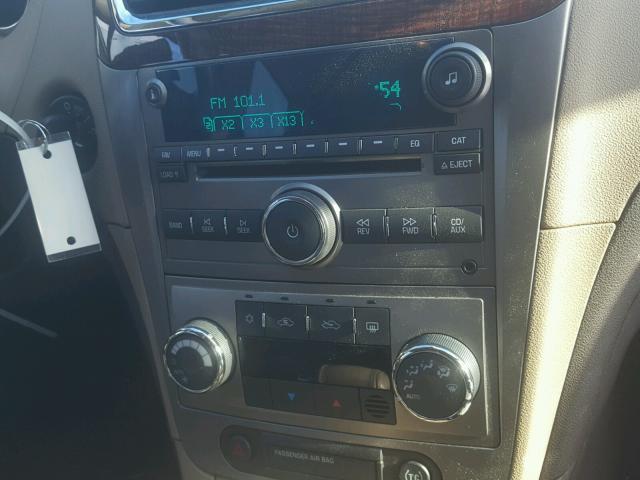 FM 101.1
°54
X2 X3 X13
FAV MENU EQ CAT
LOAD
EJECT
BAND SEEK SEEK REV FWD CD/
AUX
AUTO
PASSENGER AIR BAG
TC